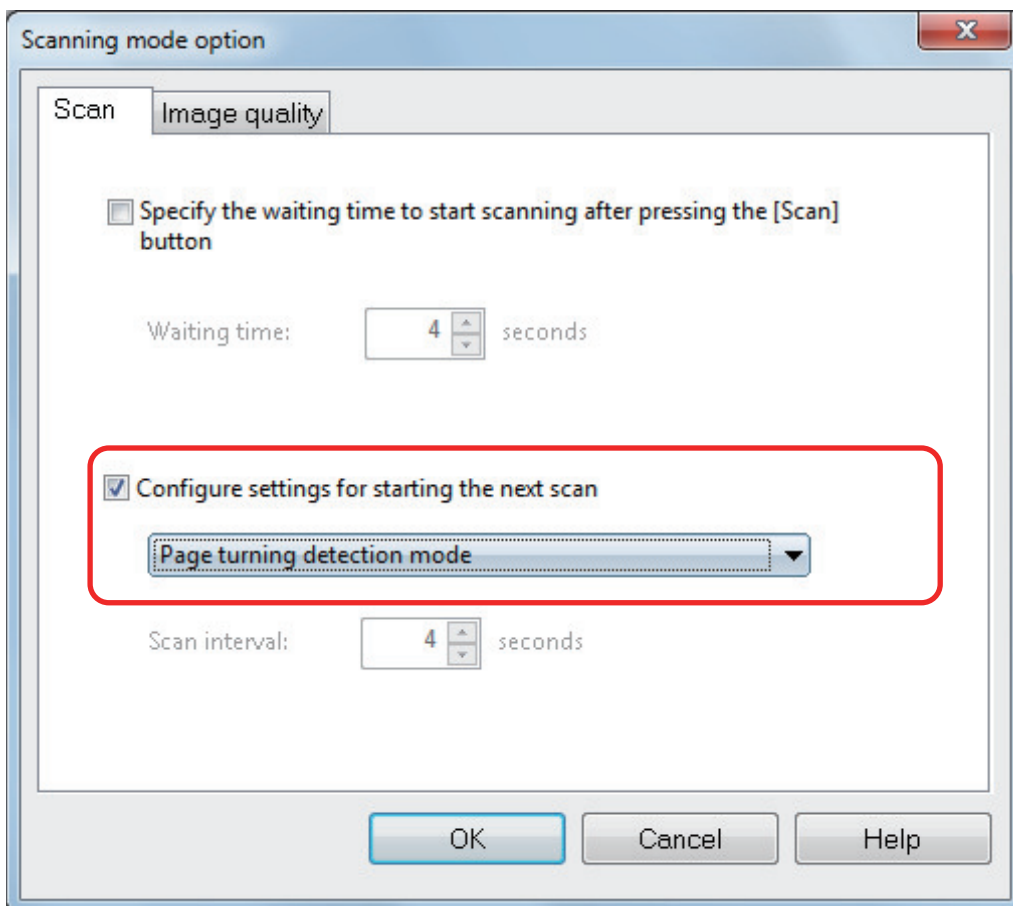 Scanning mode option
Scan
Image quality
Specify the waiting time to start scanning after pressing the [Scan]
button
Waiting time: 4 seconds
Configure settings for starting the next scan
Page turning detection mode
Scan interval: 4 seconds
OK Cancel Help